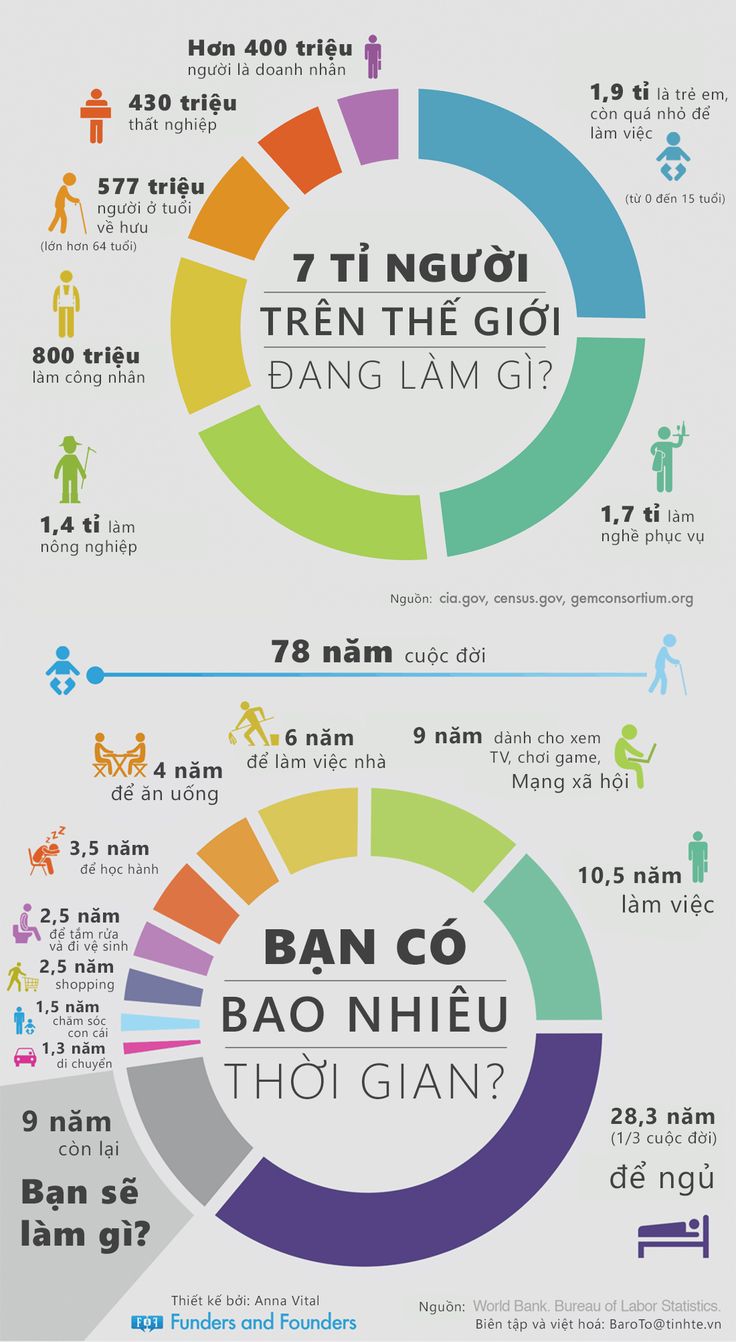 Hơn 400 triệu
người là doanh nhân
430 triệu
thất nghiệp
577 triệu
người ở tuổi
về hưu
(lớn hơn 64 tuổi)
800 triệu
làm công nhân
1,4 tỉ làm
nông nghiệp
1,9 tỉ là trẻ em,
còn quá nhỏ để
làm việc
(từ 0 đến 15 tuổi)
1,7 tỉ làm
nghề phục vụ
7 TỈ NGƯỜI
TRÊN THẾ GIỚI
ĐANG LÀM GÌ?
Nguồn: cia.gov, census.gov, gemconsortium.org
78 năm cuộc đời
6 năm
để làm việc nhà
9 năm dành cho xem
TV, chơi game,
Mạng xã hội
4 năm
để ăn uống
3,5 năm
để học hành
2,5 năm
để tắm rửa
và đi vệ sinh
2,5 năm
shopping
1,5 năm
chăm sóc
con cái
1,3 năm
di chuyển
10,5 năm
làm việc
BẠN CÓ
BAO NHIÊU
THỜI GIAN?
9 năm
còn lại
Bạn sẽ
làm gì?
28,3 năm
(1/3 cuộc đời)
để ngủ
Thiết kế bởi: Anna Vital
FQF Funders and Founders
Nguồn: World Bank. Bureau of Labor Statistics.
Biên tập và việt hoá: BaroTo@tinhte.vn